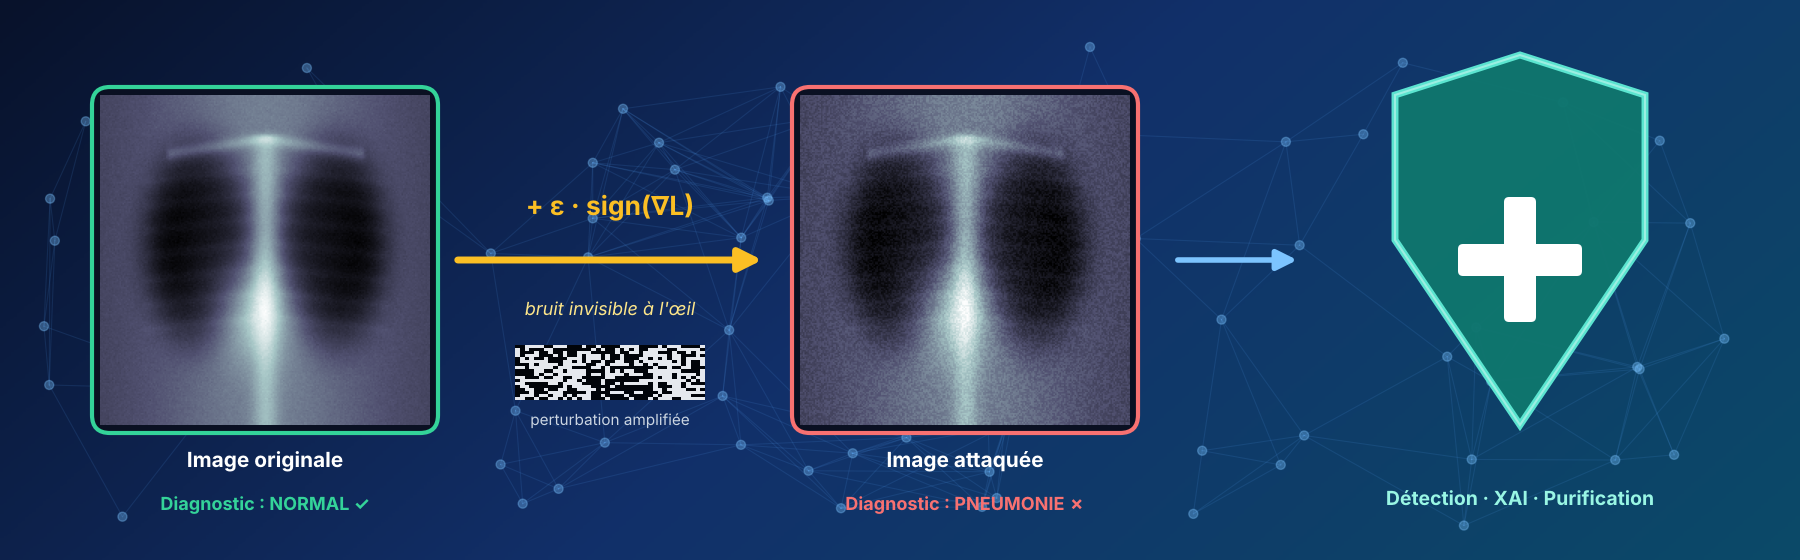 + ε · sign(∇L)
bruit invisible à l'œil
perturbation amplifiée
Image originale
Diagnostic : NORMAL ✓
Image attaquée
Diagnostic : PNEUMONIE ×
Détection · XAI · Purification